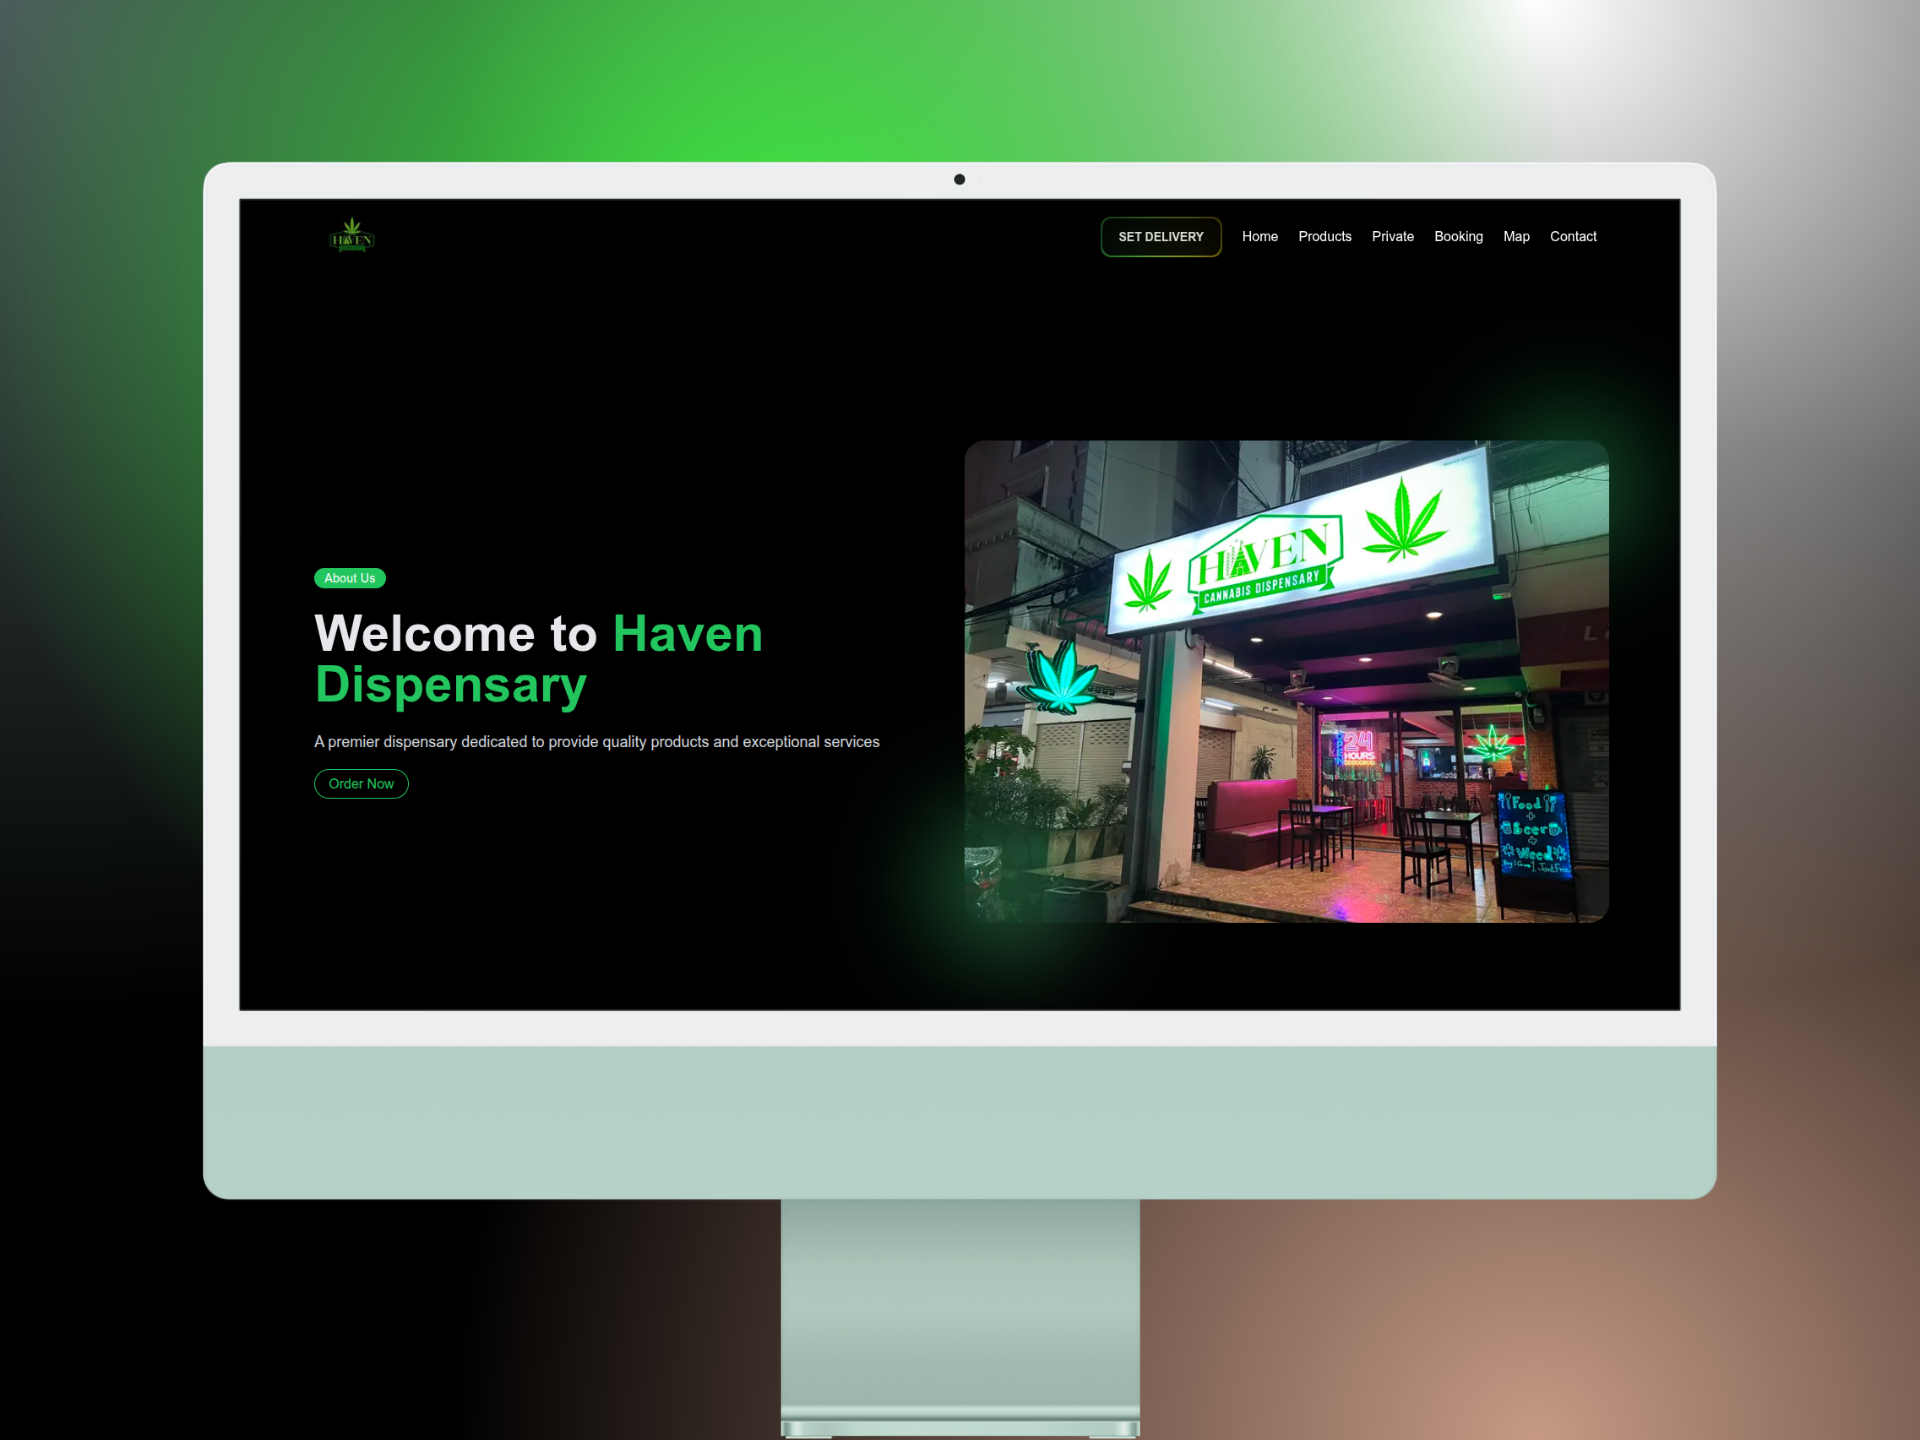 HAVEN
SET DELIVERY
Home
Products
Private
Booking
Map
Contact
About Us
Welcome to Haven
Dispensary
A premier dispensary dedicated to provide quality products and exceptional services
Order Now
HAVEN
CANNABIS DISPENSARY
OPEN
24
HOURS
Food
+
Beer
+
Weed